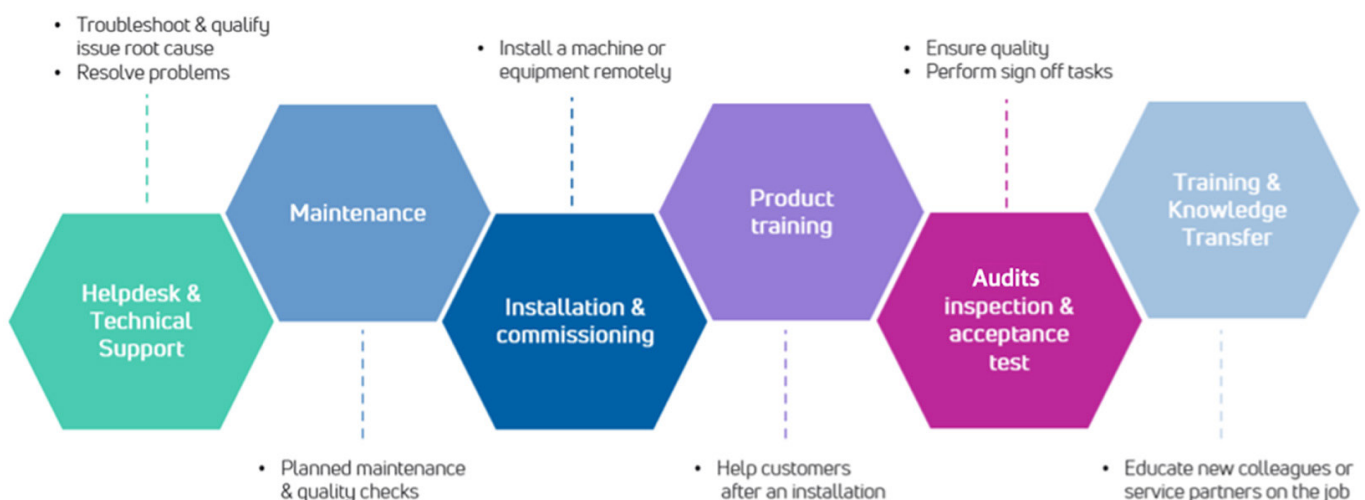 • Troubleshoot & qualify
issue root cause
• Resolve problems
• Install a machine or
equipment remotely
• Ensure quality
• Perform sign off tasks
Helpdesk &
Technical
Support
Maintenance
Installation &
commissioning
Product
training
Audits
inspection &
acceptance
test
Training &
Knowledge
Transfer
• Planned maintenance
& quality checks
• Help customers
after an installation
• Educate new colleagues or
service partners on the job